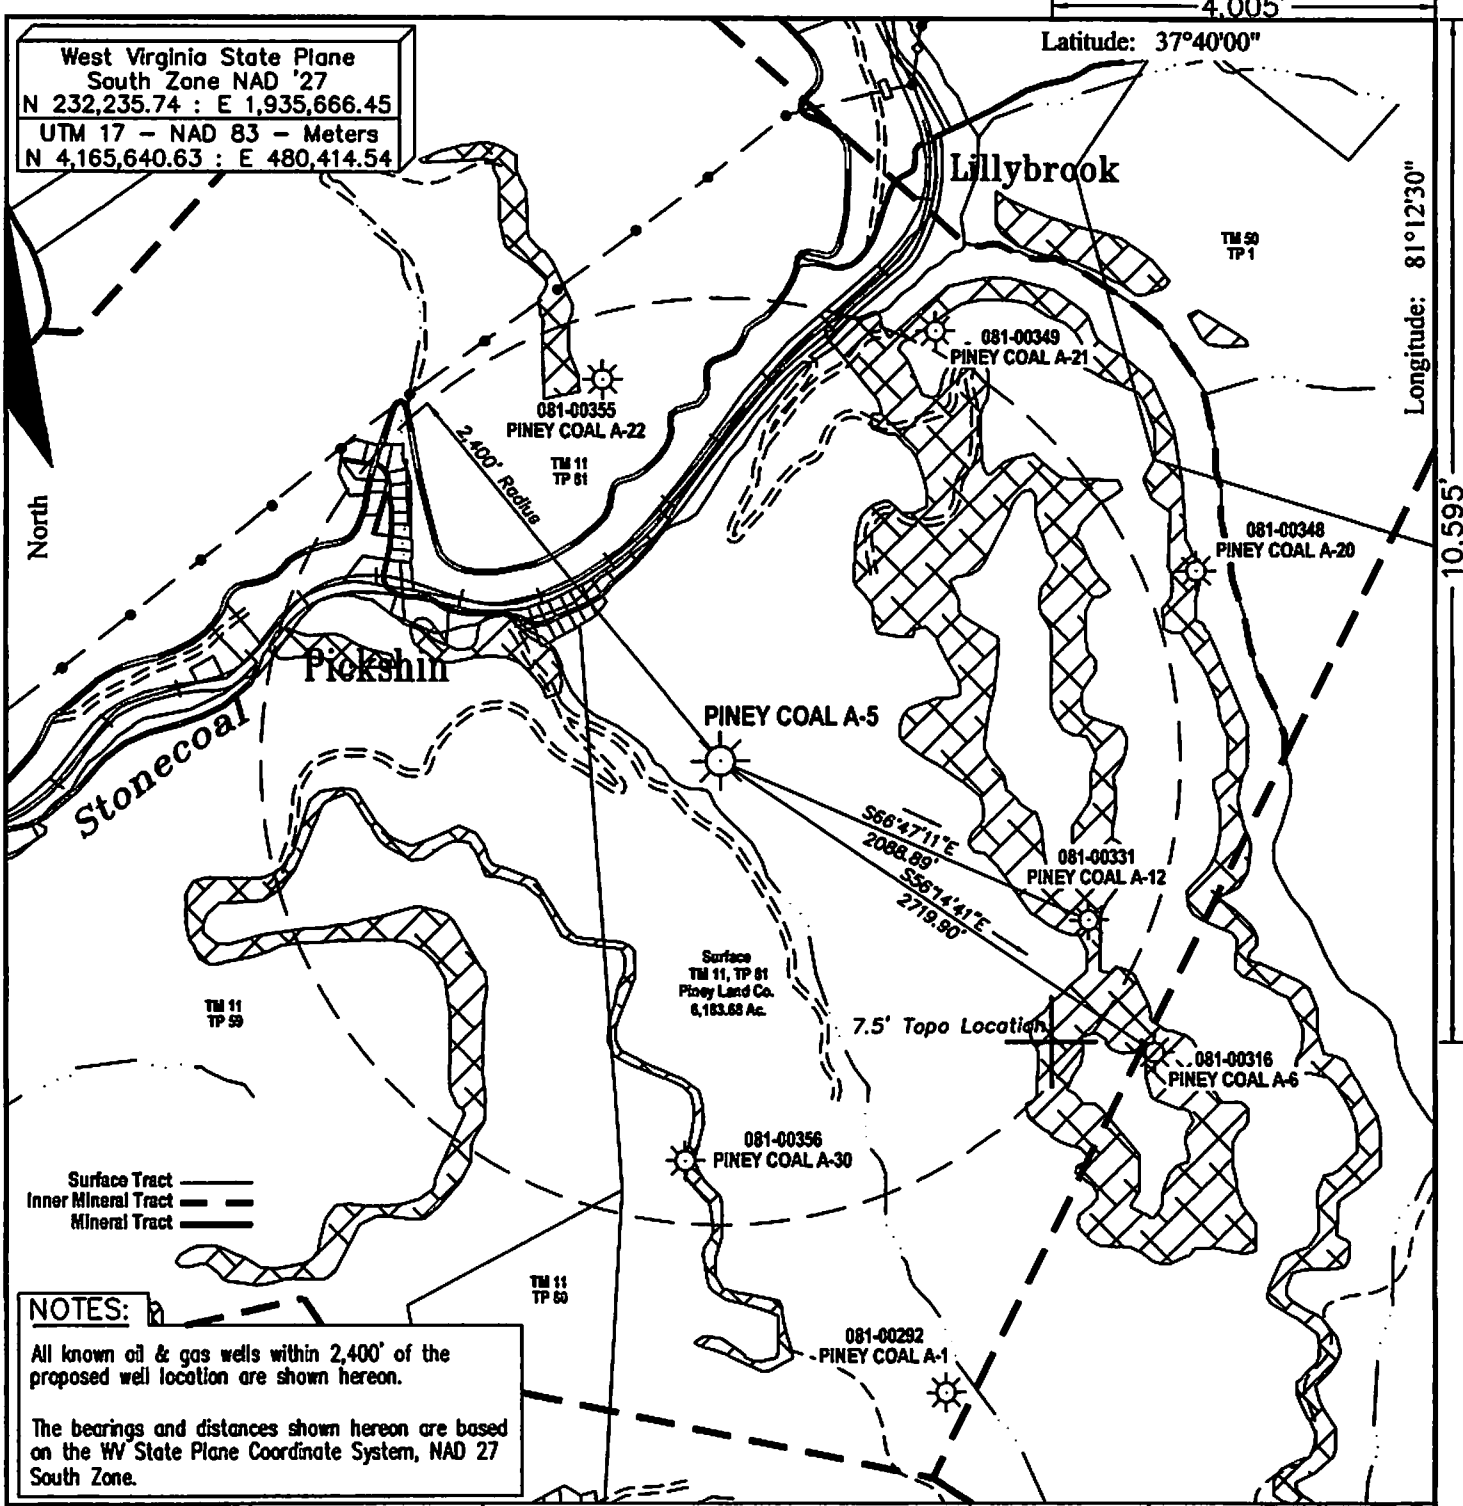 4,005'
West Virginia State Plane
South Zone NAD '27
N 232,235.74 : E 1,935,666.45
UTM 17 - NAD 83 - Meters
N 4,165,640.63 : E 480,414.54
Latitude: 37°40'00"
Lillybrook
Longitude: 81°12'30"
10,595'
TM 50
TP 1
081-00349
PINEY COAL A-21
081-00355
PINEY COAL A-22
TM 11
TP 61
2,400' Radius
North
081-00348
PINEY COAL A-20
Pickshin
Stonecoal
PINEY COAL A-5
S66°47'11"E
2088.89'
S56°14'41"E
2719.90'
081-00331
PINEY COAL A-12
Surface
TM 11, TP 61
Piney Land Co.
6,183.68 Ac.
TM 11
TP 59
7.5' Topo Location
081-00316
PINEY COAL A-6
081-00356
PINEY COAL A-30
Surface Tract
Inner Mineral Tract
Mineral Tract
TM 11
TP 60
081-00292
PINEY COAL A-1
NOTES:
All known oil & gas wells within 2,400' of the
proposed well location are shown hereon.
The bearings and distances shown hereon are based
on the WV State Plane Coordinate System, NAD 27
South Zone.